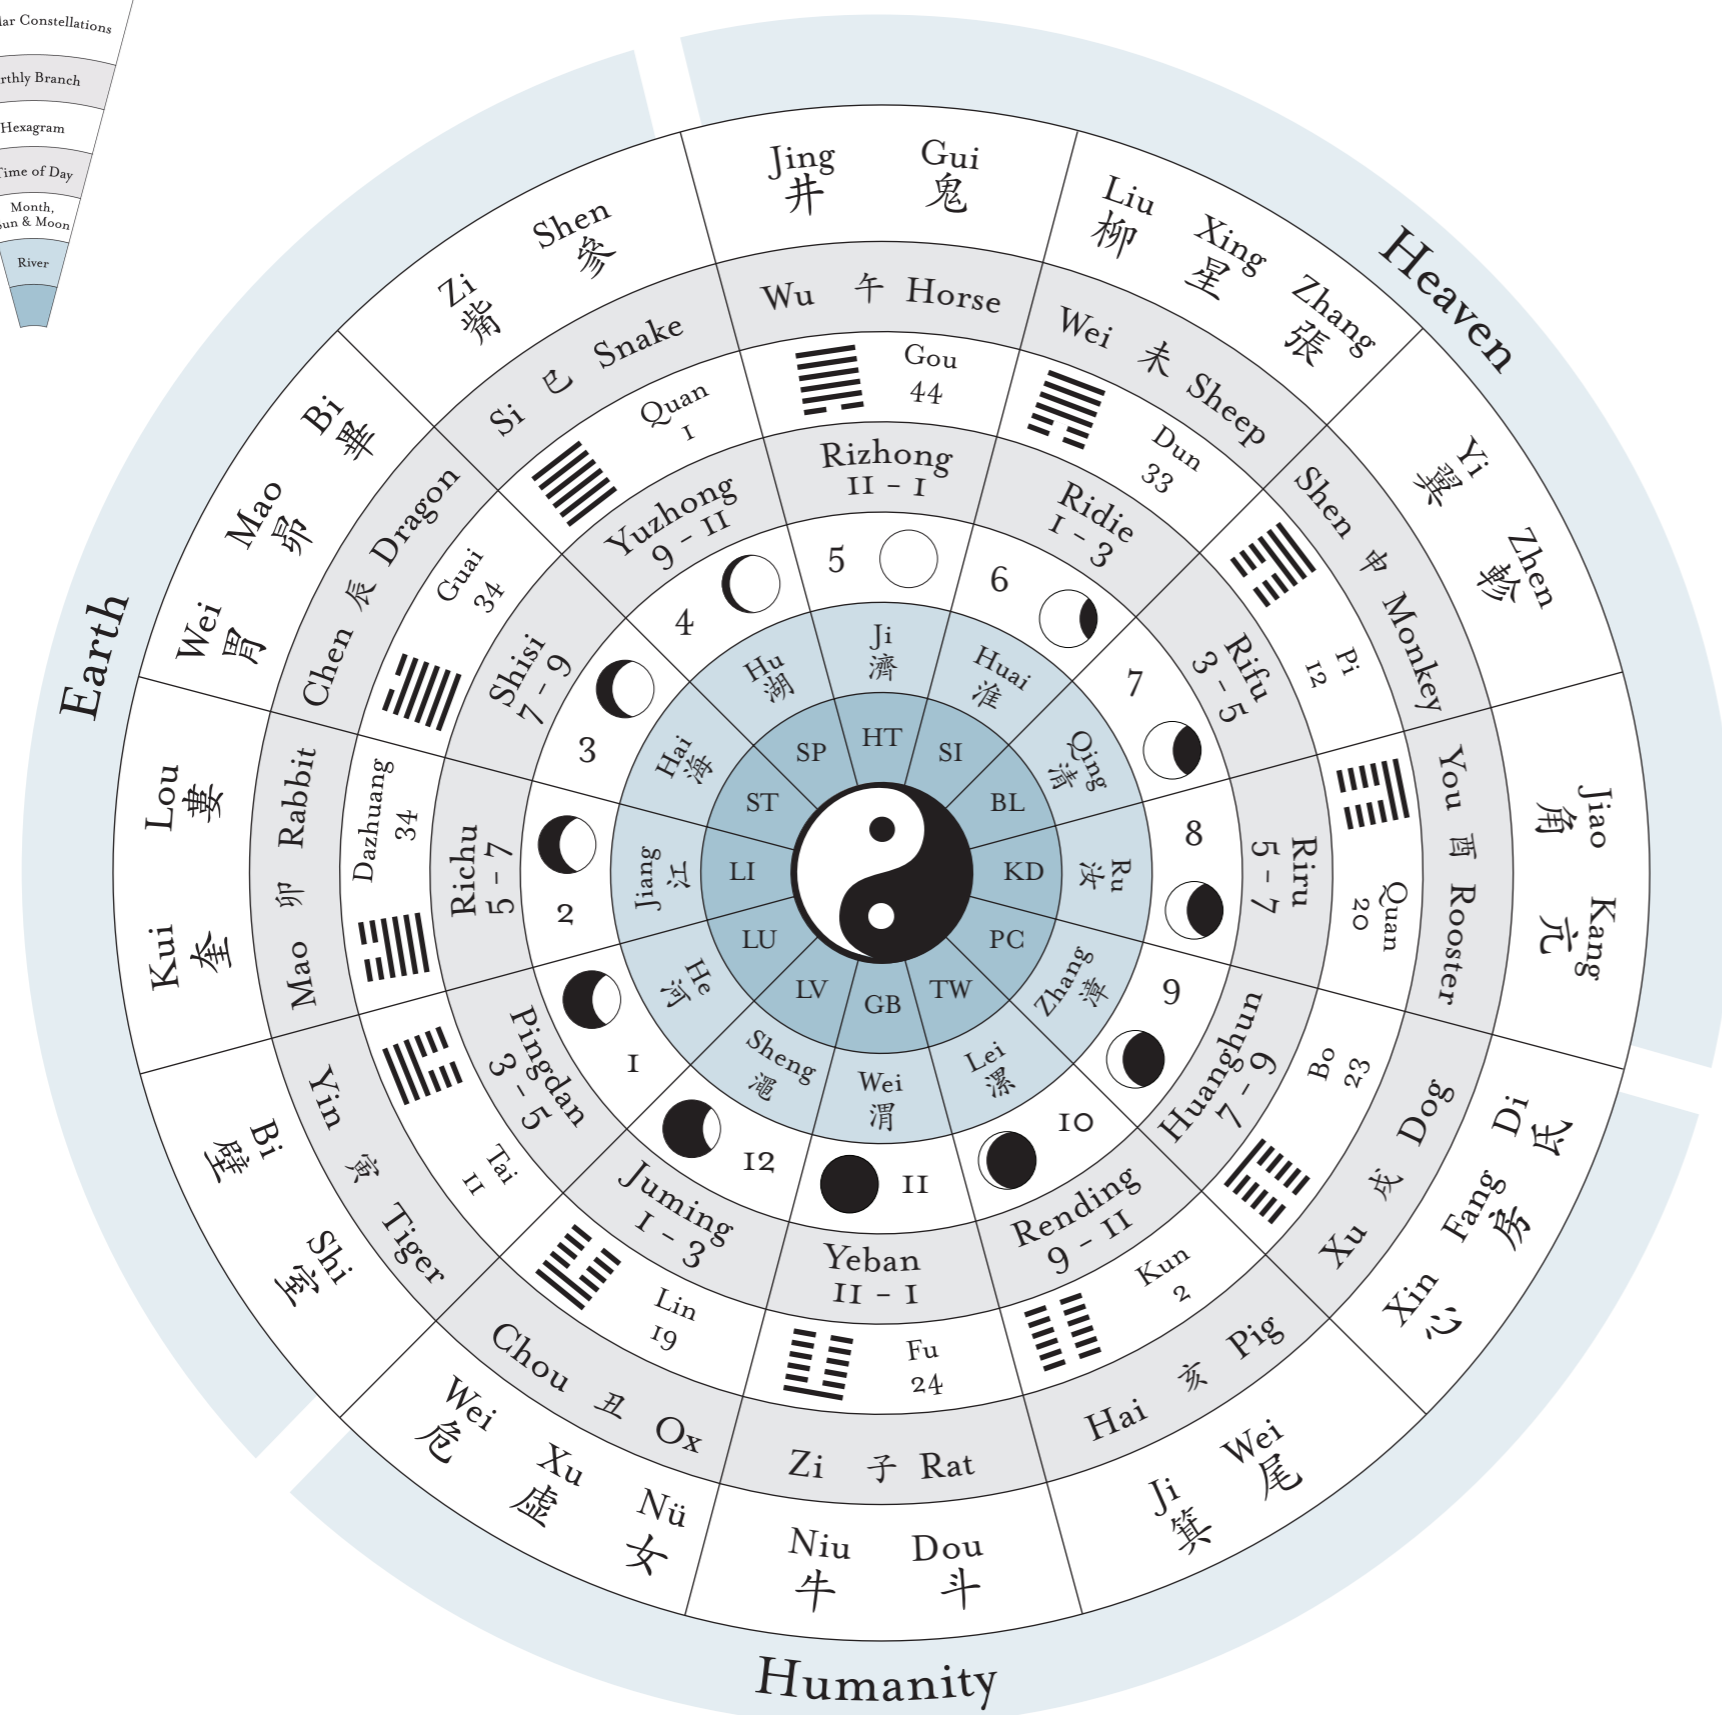 lar Constellations
rthly Branch
Hexagram
Time of Day
Month,
un & Moon
River
Heaven
Earth
Humanity
Jing
井
Gui
鬼
Liu
柳
Xing
星
Zhang
張
Yi
翼
Zhen
軫
Jiao
角
Kang
亢
Di
氐
Fang
房
Xin
心
Wei
尾
Ji
箕
Dou
斗
Niu
牛
Nü
女
Xu
虚
Wei
危
Shi
室
Bi
壁
Kui
奎
Lou
婁
Wei
胃
Mao
昴
Bi
畢
Zi
觜
Shen
參
Wu 午 Horse
Wei 未 Sheep
Shen 申 Monkey
You 酉 Rooster
Xu 戌 Dog
Hai 亥 Pig
Zi 子 Rat
Chou 丑 Ox
Yin 寅 Tiger
Mao 卯 Rabbit
Chen 辰 Dragon
Si 巳 Snake
Gou
44
Dun
33
Pi
12
Quan
20
Bo
23
Kun
2
Fu
24
Lin
19
Tai
11
Dazhuang
34
Guai
34
Quan
1
Rizhong
11 - 1
Ridie
1 - 3
Rifu
3 - 5
Riru
5 - 7
Huanghun
7 - 9
Rending
9 - 11
Yeban
11 - 1
Juming
1 - 3
Pingdan
3 - 5
Richu
5 - 7
Shisi
7 - 9
Yuzhong
9 - 11
5
6
7
8
9
10
11
12
1
2
3
4
Ji
濟
Huai
淮
Qing
清
Ru
汝
Zhang
漳
Lei
漯
Wei
渭
Sheng
澠
He
河
Jiang
江
Hai
海
Hu
湖
HT
SI
BL
KD
PC
TW
GB
LV
LU
LI
ST
SP